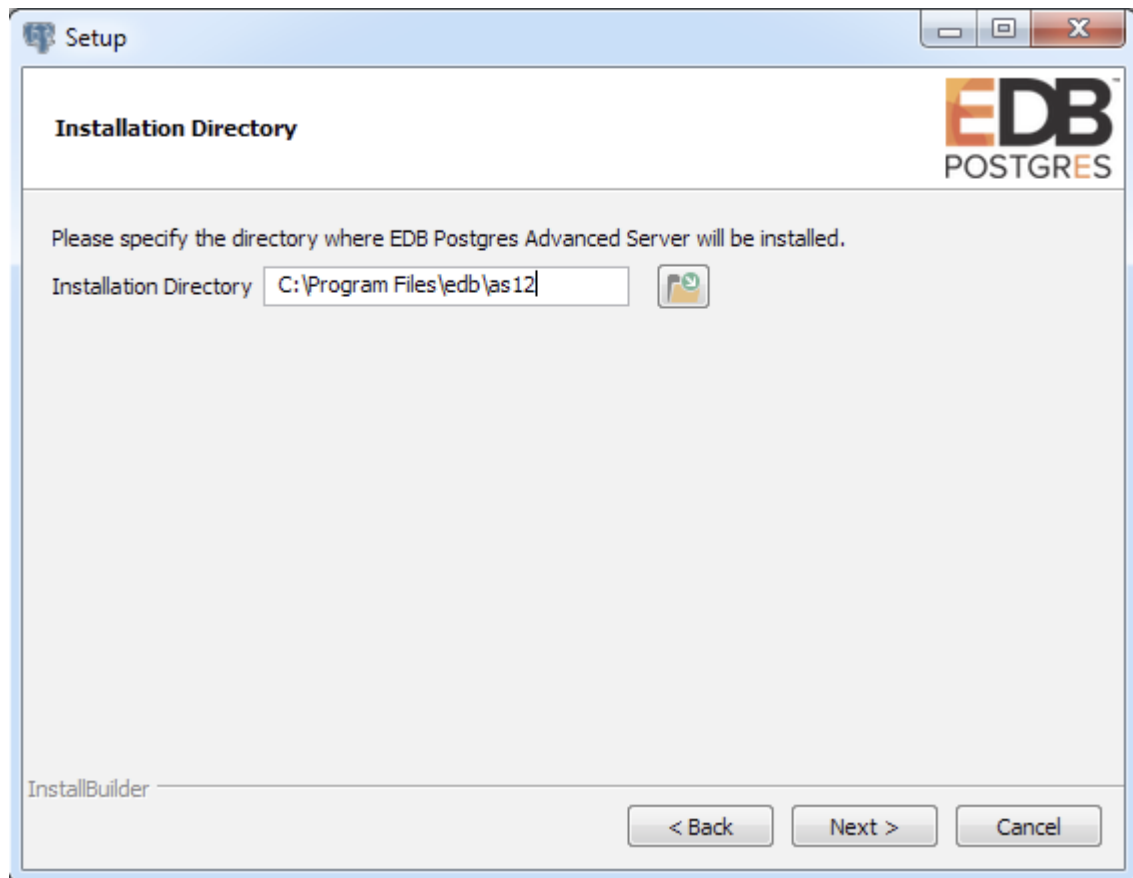 Setup
Installation Directory
EDB™
POSTGRES
Please specify the directory where EDB Postgres Advanced Server will be installed.
Installation Directory C:\Program Files\edb\as12
InstallBuilder
< Back Next > Cancel